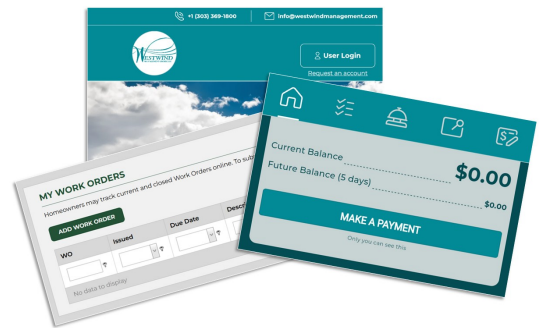 +1 (303) 369-1800
info@westwindmanagement.com
WESTWIND
User Login
Request an account
MY WORK ORDERS
Homeowners may track current and closed Work Orders online. To sub
ADD WORK ORDER
WO
Issued
Due Date
Descri
No data to display
Current Balance
$0.00
Future Balance (5 days)
$0.00
MAKE A PAYMENT
Only you can see this